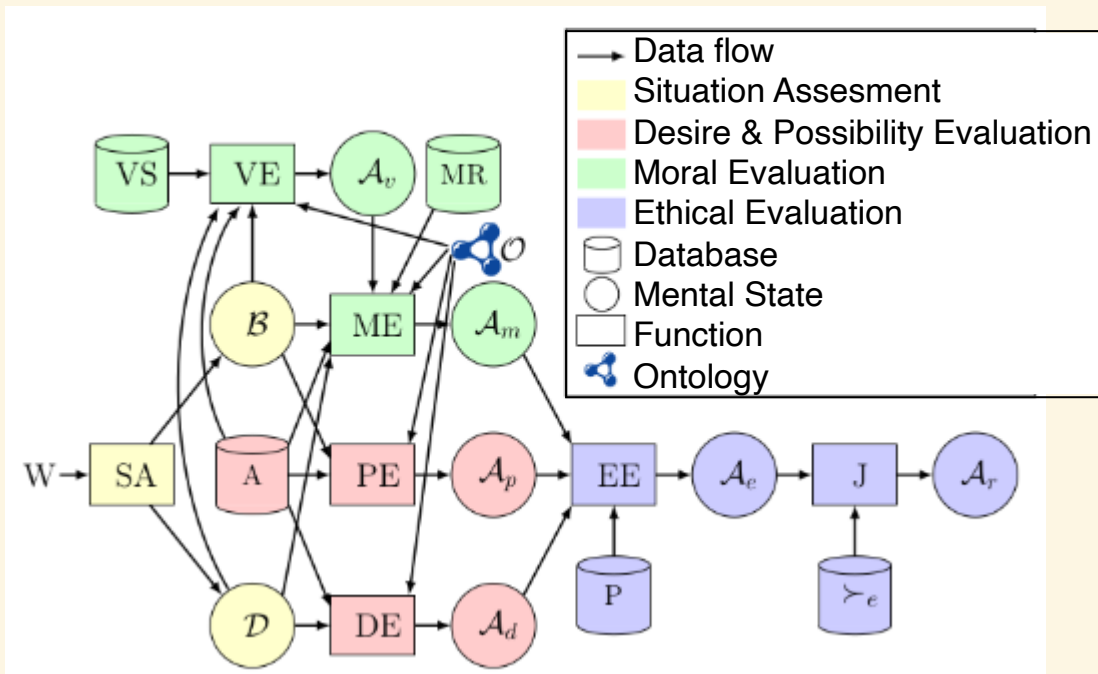 Data flow
Situation Assesment
Desire & Possibility Evaluation
Moral Evaluation
Ethical Evaluation
Database
Mental State
Function
Ontology
VS
VE
𝒜ᵥ
MR
𝒪
ℬ
ME
𝒜ₘ
W
SA
A
PE
𝒜ₚ
EE
𝒜ₑ
J
𝒜ᵣ
P
≻ₑ
𝒟
DE
𝒜_d